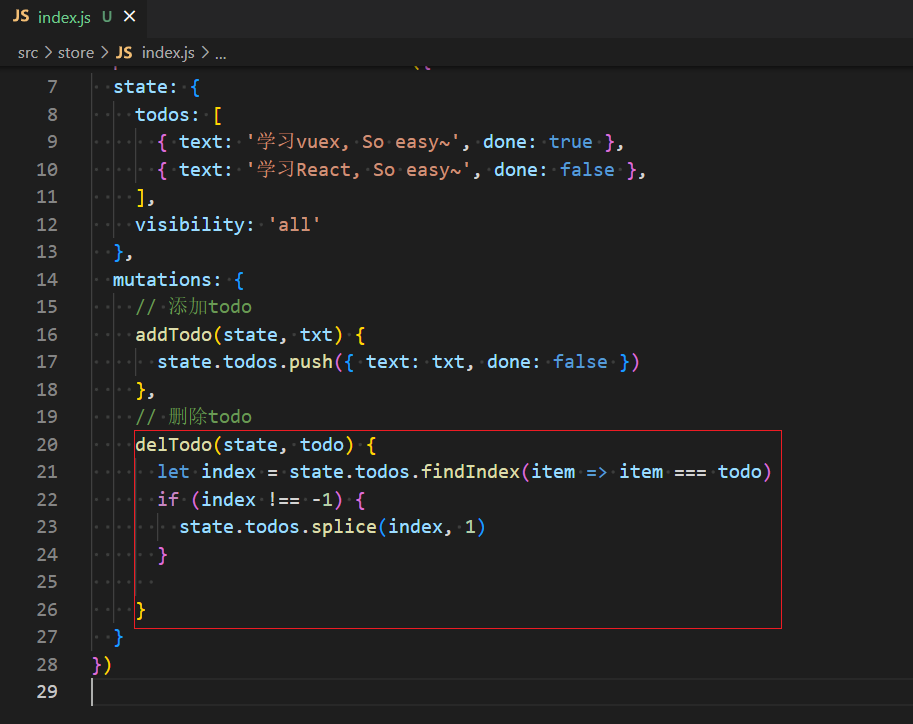 JS index.js U ×
src > store > JS index.js > ...
7 state: {
8 todos: [
9 { text: '学习vuex, So easy~', done: true },
10 { text: '学习React, So easy~', done: false },
11 ],
12 visibility: 'all'
13 },
14 mutations: {
15 // 添加todo
16 addTodo(state, txt) {
17 state.todos.push({ text: txt, done: false })
18 },
19 // 删除todo
20 delTodo(state, todo) {
21 let index = state.todos.findIndex(item => item === todo)
22 if (index !== -1) {
23 state.todos.splice(index, 1)
24 }
25
26 }
27 }
28 })
29